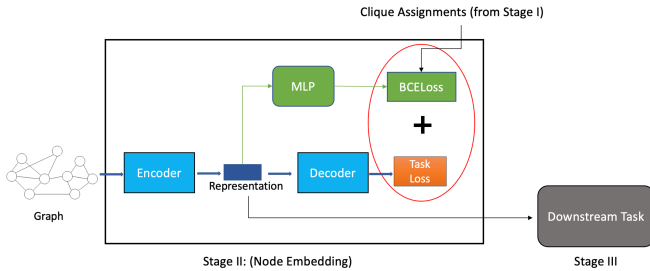 Clique Assignments (from Stage I)
MLP
BCELoss
+
Encoder
Decoder
Task
Loss
Representation
Graph
Downstream Task
Stage II: (Node Embedding)
Stage III